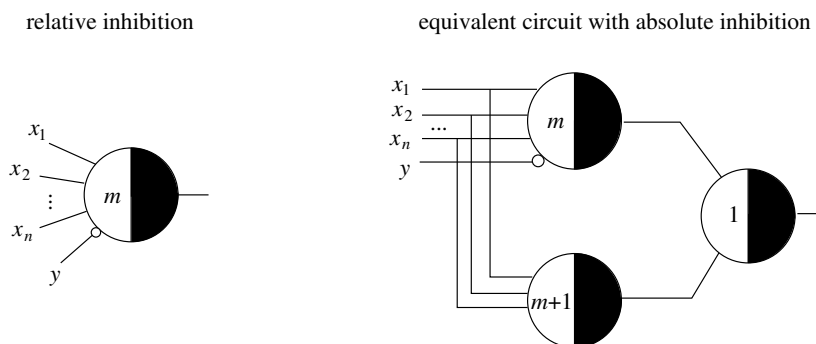 relative inhibition
equivalent circuit with absolute inhibition
x1
x2
⋮
xn
y
m
x1
x2
...
xn
y
m
m+1
1